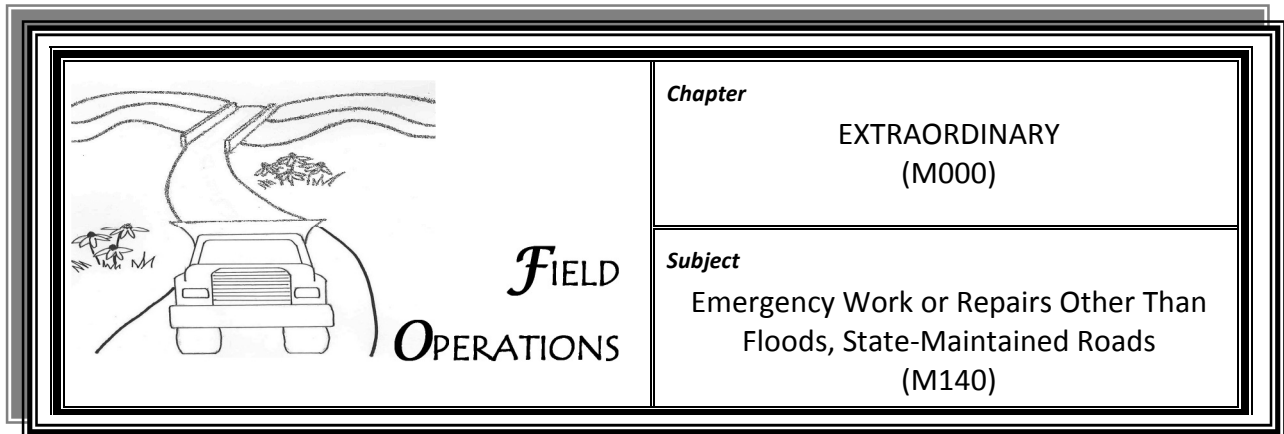 FIELD
OPERATIONS
Chapter
EXTRAORDINARY
(M000)
Subject
Emergency Work or Repairs Other Than
Floods, State-Maintained Roads
(M140)